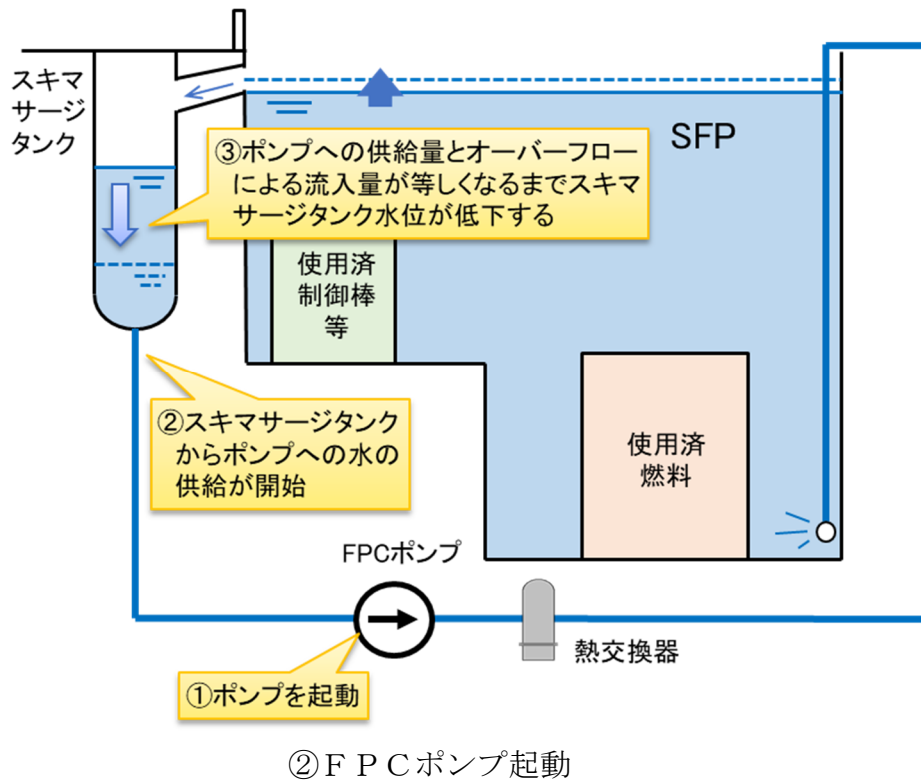 スキマ
サージ
タンク
SFP
③ポンプへの供給量とオーバーフロー
による流入量が等しくなるまでスキマ
サージタンク水位が低下する
使用済
制御棒
等
②スキマサージタンク
からポンプへの水の
供給が開始
使用済
燃料
FPCポンプ
熱交換器
①ポンプを起動
②ＦＰＣポンプ起動